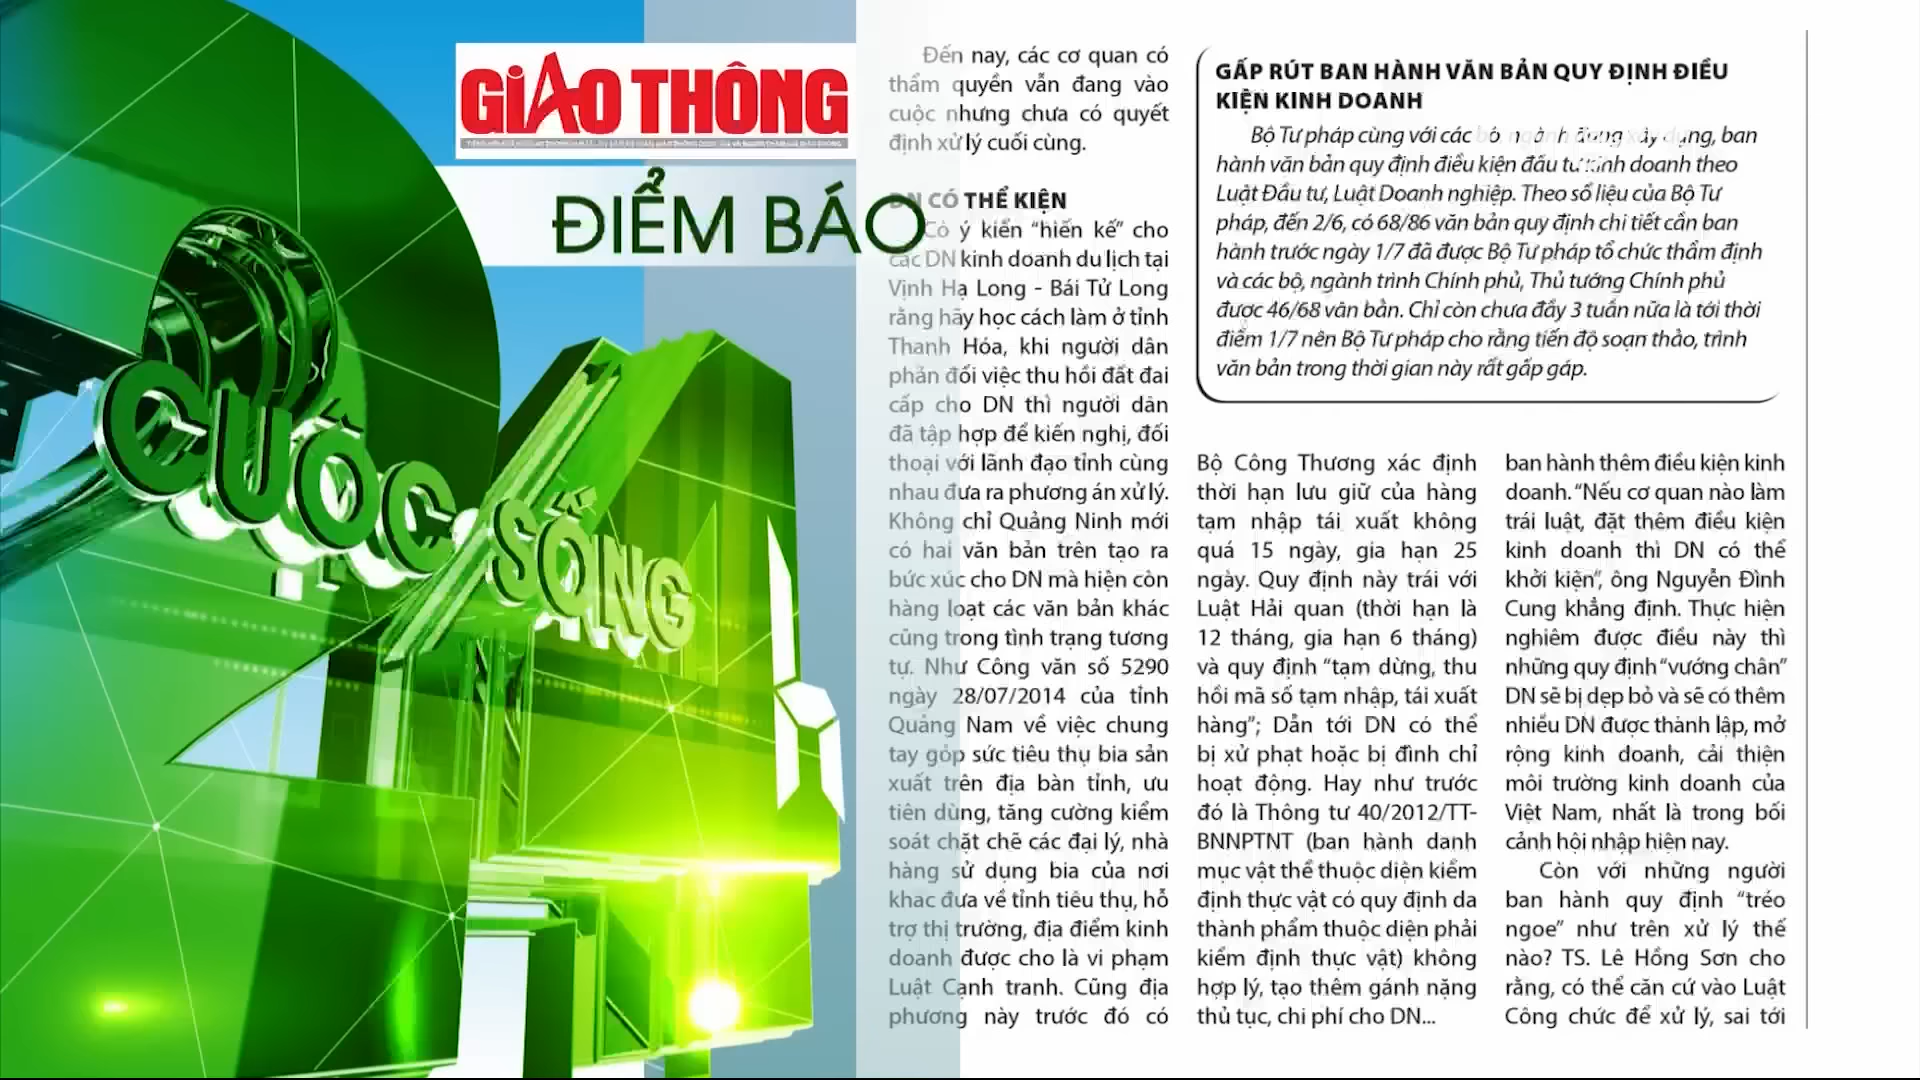 GIAO THÔNG
ĐIỂM BÁO
CUỘC SỐNG
24h
Đến nay, các cơ quan có
thẩm quyền vẫn đang vào
cuộc nhưng chưa có quyết
định xử lý cuối cùng.
DN CÓ THỂ KIỆN
Có ý kiến “hiến kế” cho
các DN kinh doanh du lịch tại
Vịnh Hạ Long - Bái Tử Long
rằng hãy học cách làm ở tỉnh
Thanh Hóa, khi người dân
phản đối việc thu hồi đất đai
cấp cho DN thì người dân
đã tập hợp để kiến nghị, đối
thoại với lãnh đạo tỉnh cùng
nhau đưa ra phương án xử lý.
Không chỉ Quảng Ninh mới
có hai văn bản trên tạo ra
bức xúc cho DN mà hiện còn
hàng loạt các văn bản khác
cũng trong tình trạng tương
tự. Như Công văn số 5290
ngày 28/07/2014 của tỉnh
Quảng Nam về việc chung
tay góp sức tiêu thụ bia sản
xuất trên địa bàn tỉnh, ưu
tiên dùng, tăng cường kiểm
soát chặt chẽ các đại lý, nhà
hàng sử dụng bia của nơi
khac đưa về tỉnh tiêu thụ, hỗ
trợ thị trường, địa điểm kinh
doanh được cho là vi phạm
Luật Cạnh tranh. Cũng địa
phương này trước đó có
GẤP RÚT BAN HÀNH VĂN BẢN QUY ĐỊNH ĐIỀU
KIỆN KINH DOANH
Bộ Tư pháp cùng với các bộ, ngành đang xây dựng, ban
hành văn bản quy định điều kiện đầu tư kinh doanh theo
Luật Đầu tư, Luật Doanh nghiệp. Theo số liệu của Bộ Tư
pháp, đến 2/6, có 68/86 văn bản quy định chi tiết cần ban
hành trước ngày 1/7 đã được Bộ Tư pháp tổ chức thẩm định
và các bộ, ngành trình Chính phủ, Thủ tướng Chính phủ
được 46/68 văn bản. Chỉ còn chưa đầy 3 tuần nữa là tới thời
điểm 1/7 nên Bộ Tư pháp cho rằng tiến độ soạn thảo, trình
văn bản trong thời gian này rất gấp gáp.
Bộ Công Thương xác định
thời hạn lưu giữ của hàng
tạm nhập tái xuất không
quá 15 ngày, gia hạn 25
ngày. Quy định này trái với
Luật Hải quan (thời hạn là
12 tháng, gia hạn 6 tháng)
và quy định “tạm dừng, thu
hồi mã số tạm nhập, tái xuất
hàng”; Dẫn tới DN có thể
bị xử phạt hoặc bị đình chỉ
hoạt động. Hay như trước
đó là Thông tư 40/2012/TT-
BNNPTNT (ban hành danh
mục vật thể thuộc diện kiểm
định thực vật có quy định da
thành phẩm thuộc diện phải
kiểm định thực vật) không
hợp lý, tạo thêm gánh nặng
thủ tục, chi phí cho DN...
ban hành thêm điều kiện kinh
doanh. “Nếu cơ quan nào làm
trái luật, đặt thêm điều kiện
kinh doanh thì DN có thể
khởi kiện”, ông Nguyễn Đình
Cung khẳng định. Thực hiện
nghiêm được điều này thì
những quy định “vướng chân”
DN sẽ bị dẹp bỏ và sẽ có thêm
nhiều DN được thành lập, mở
rộng kinh doanh, cải thiện
môi trường kinh doanh của
Việt Nam, nhất là trong bối
cảnh hội nhập hiện nay.
Còn với những người
ban hành quy định “tréo
ngoe” như trên xử lý thế
nào? TS. Lê Hồng Sơn cho
rằng, có thể căn cứ vào Luật
Công chức để xử lý, sai tới